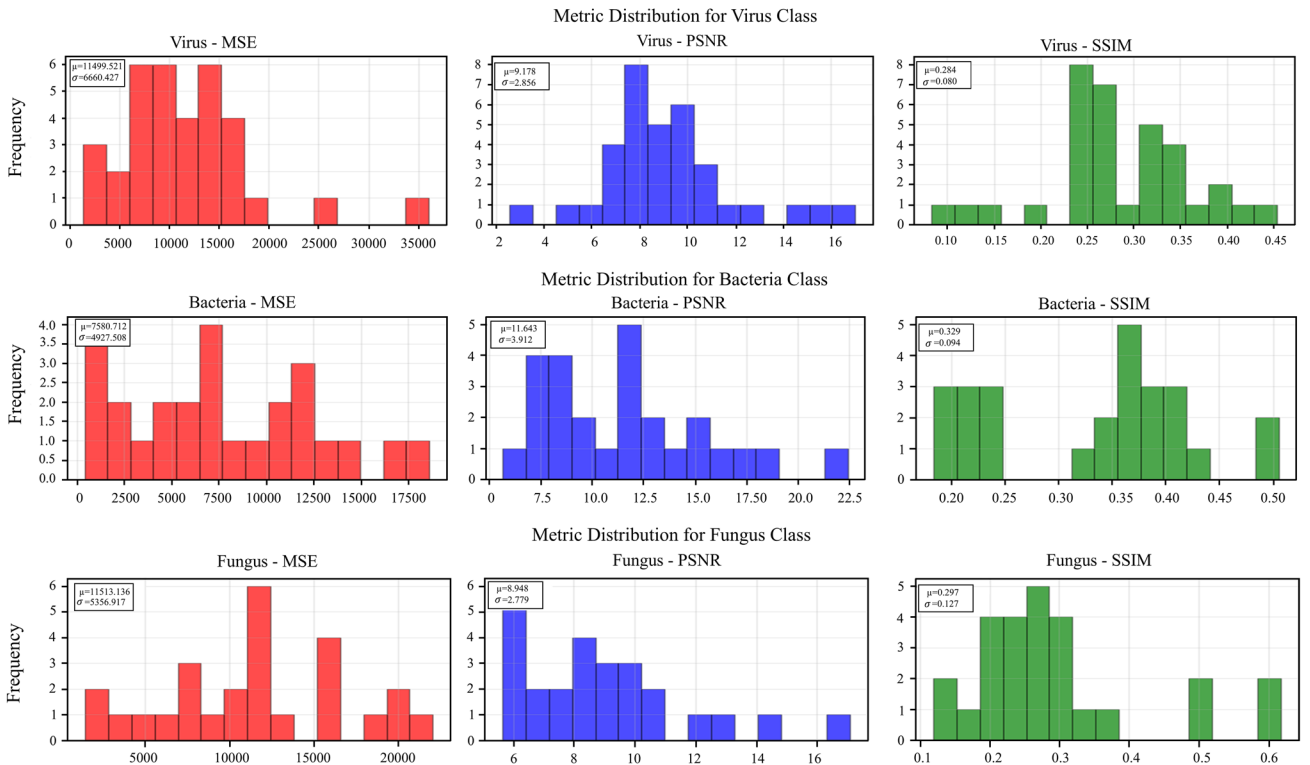 Metric Distribution for Virus Class
Virus - MSE
Virus - PSNR
Virus - SSIM
Frequency
6
5
4
3
2
1
0
μ=11499.521
σ=6660.427
0 5000 10000 15000 20000 25000 30000 35000
8
7
6
5
4
3
2
1
0
μ=9.178
σ=2.856
2 4 6 8 10 12 14 16
8
7
6
5
4
3
2
1
0
μ=0.284
σ=0.080
0.10 0.15 0.20 0.25 0.30 0.35 0.40 0.45
Metric Distribution for Bacteria Class
Bacteria - MSE
Bacteria - PSNR
Bacteria - SSIM
Frequency
4.0
3.5
3.0
2.5
2.0
1.5
1.0
0.5
0.0
μ=7580.712
σ=4927.508
0 2500 5000 7500 10000 12500 15000 17500
5
4
3
2
1
0
μ=11.643
σ=3.912
0 7.5 10.0 12.5 15.0 17.50 20.0 22.5
5
4
3
2
1
0
μ=0.329
σ=0.094
0.20 0.25 0.30 0.35 0.40 0.45 0.50
Metric Distribution for Fungus Class
Fungus - MSE
Fungus - PSNR
Fungus - SSIM
Frequency
6
5
4
3
2
1
0
μ=11513.136
σ=5356.917
5000 10000 15000 20000
6
5
4
3
2
1
0
μ=8.948
σ=2.779
6 8 10 12 14 16
5
4
3
2
1
0
μ=0.297
σ=0.127
0.1 0.2 0.3 0.4 0.5 0.6